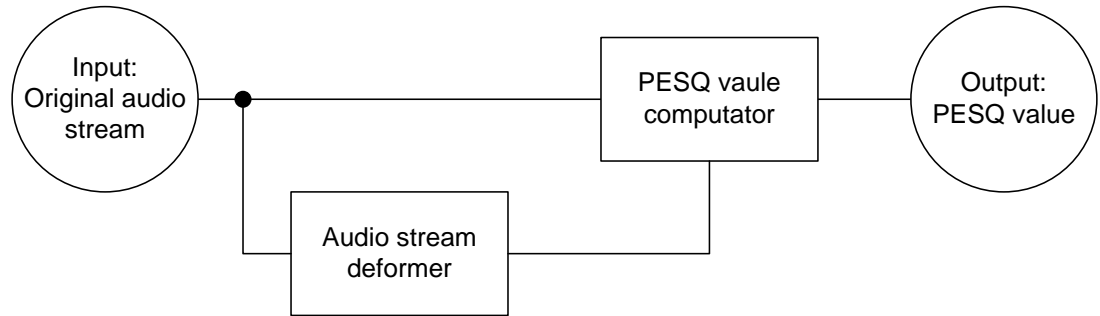 Input:
Original audio
stream
PESQ vaule
computator
Output:
PESQ value
Audio stream
deformer